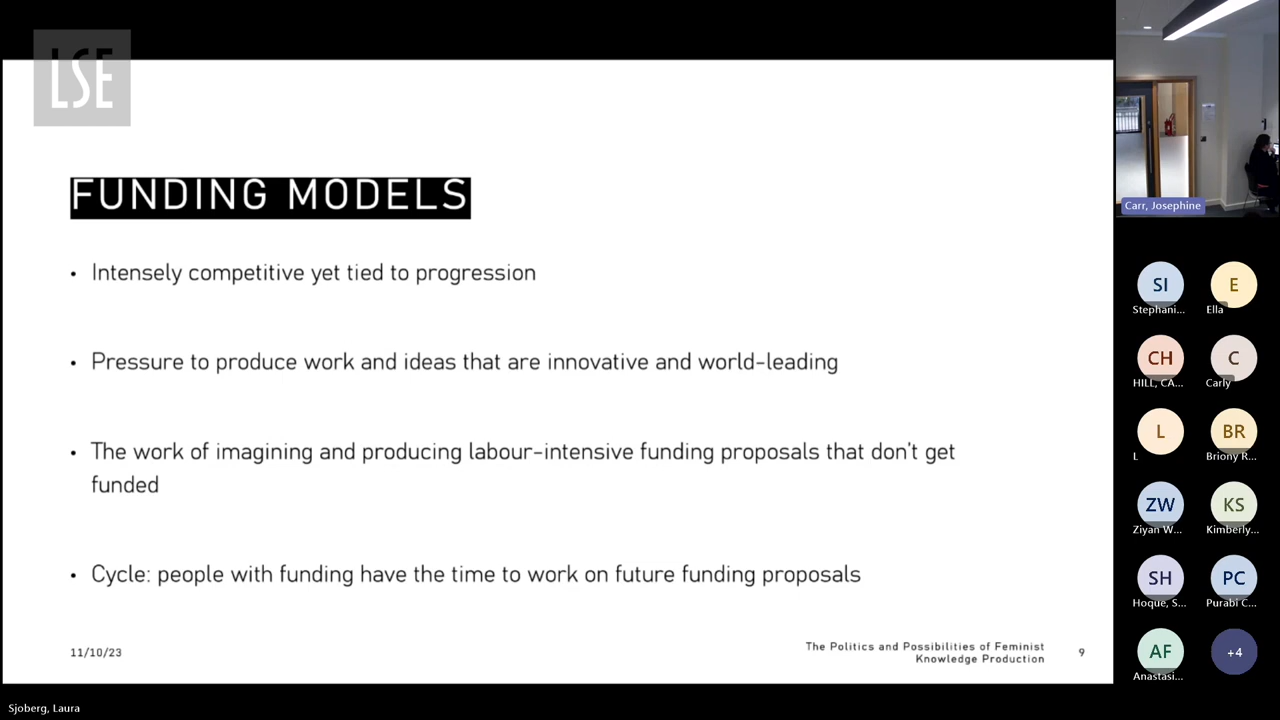 LSE
FUNDING MODELS
• Intensely competitive yet tied to progression
• Pressure to produce work and ideas that are innovative and world-leading
• The work of imagining and producing labour-intensive funding proposals that don't get
funded
• Cycle: people with funding have the time to work on future funding proposals
11/10/23
The Politics and Possibilities of Feminist
Knowledge Production
9
Carr, Josephine
SI
Stephani...
E
Ella
CH
HILL, CA...
C
Carly
L
L
BR
Briony R...
ZW
Ziyan W...
KS
Kimberly...
SH
Hoque, S...
PC
Purabi C...
AF
Anastasi...
+4
Sjoberg, Laura